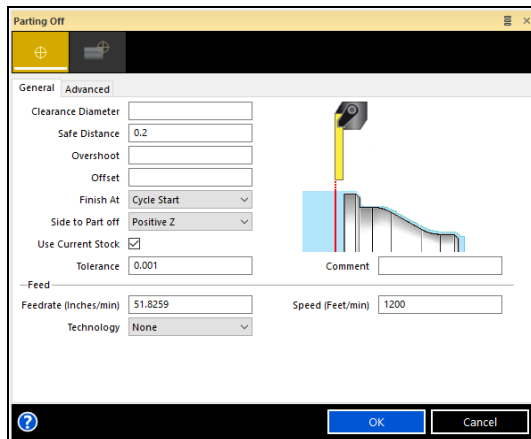 Parting Off
General Advanced
Clearance Diameter
Safe Distance 0.2
Overshoot
Offset
Finish At Cycle Start
Side to Part off Positive Z
Use Current Stock
Tolerance 0.001 Comment
Feed
Feedrate (Inches/min) 51.8259 Speed (Feet/min) 1200
Technology None
? OK Cancel